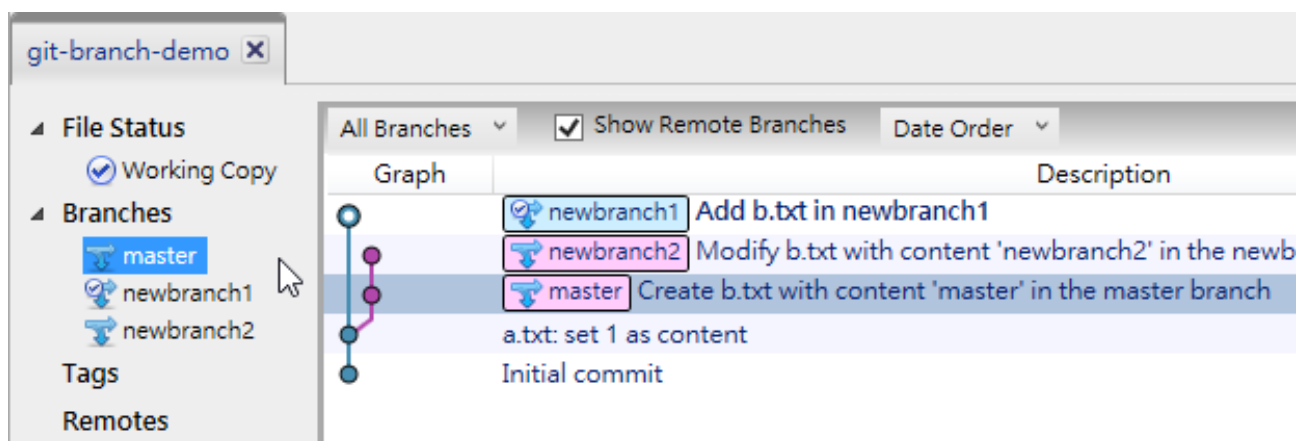 git-branch-demo
File Status
Working Copy
Branches
master
newbranch1
newbranch2
Tags
Remotes
All Branches Show Remote Branches Date Order
Graph Description
newbranch1 Add b.txt in newbranch1
newbranch2 Modify b.txt with content 'newbranch2' in the newb
master Create b.txt with content 'master' in the master branch
a.txt: set 1 as content
Initial commit